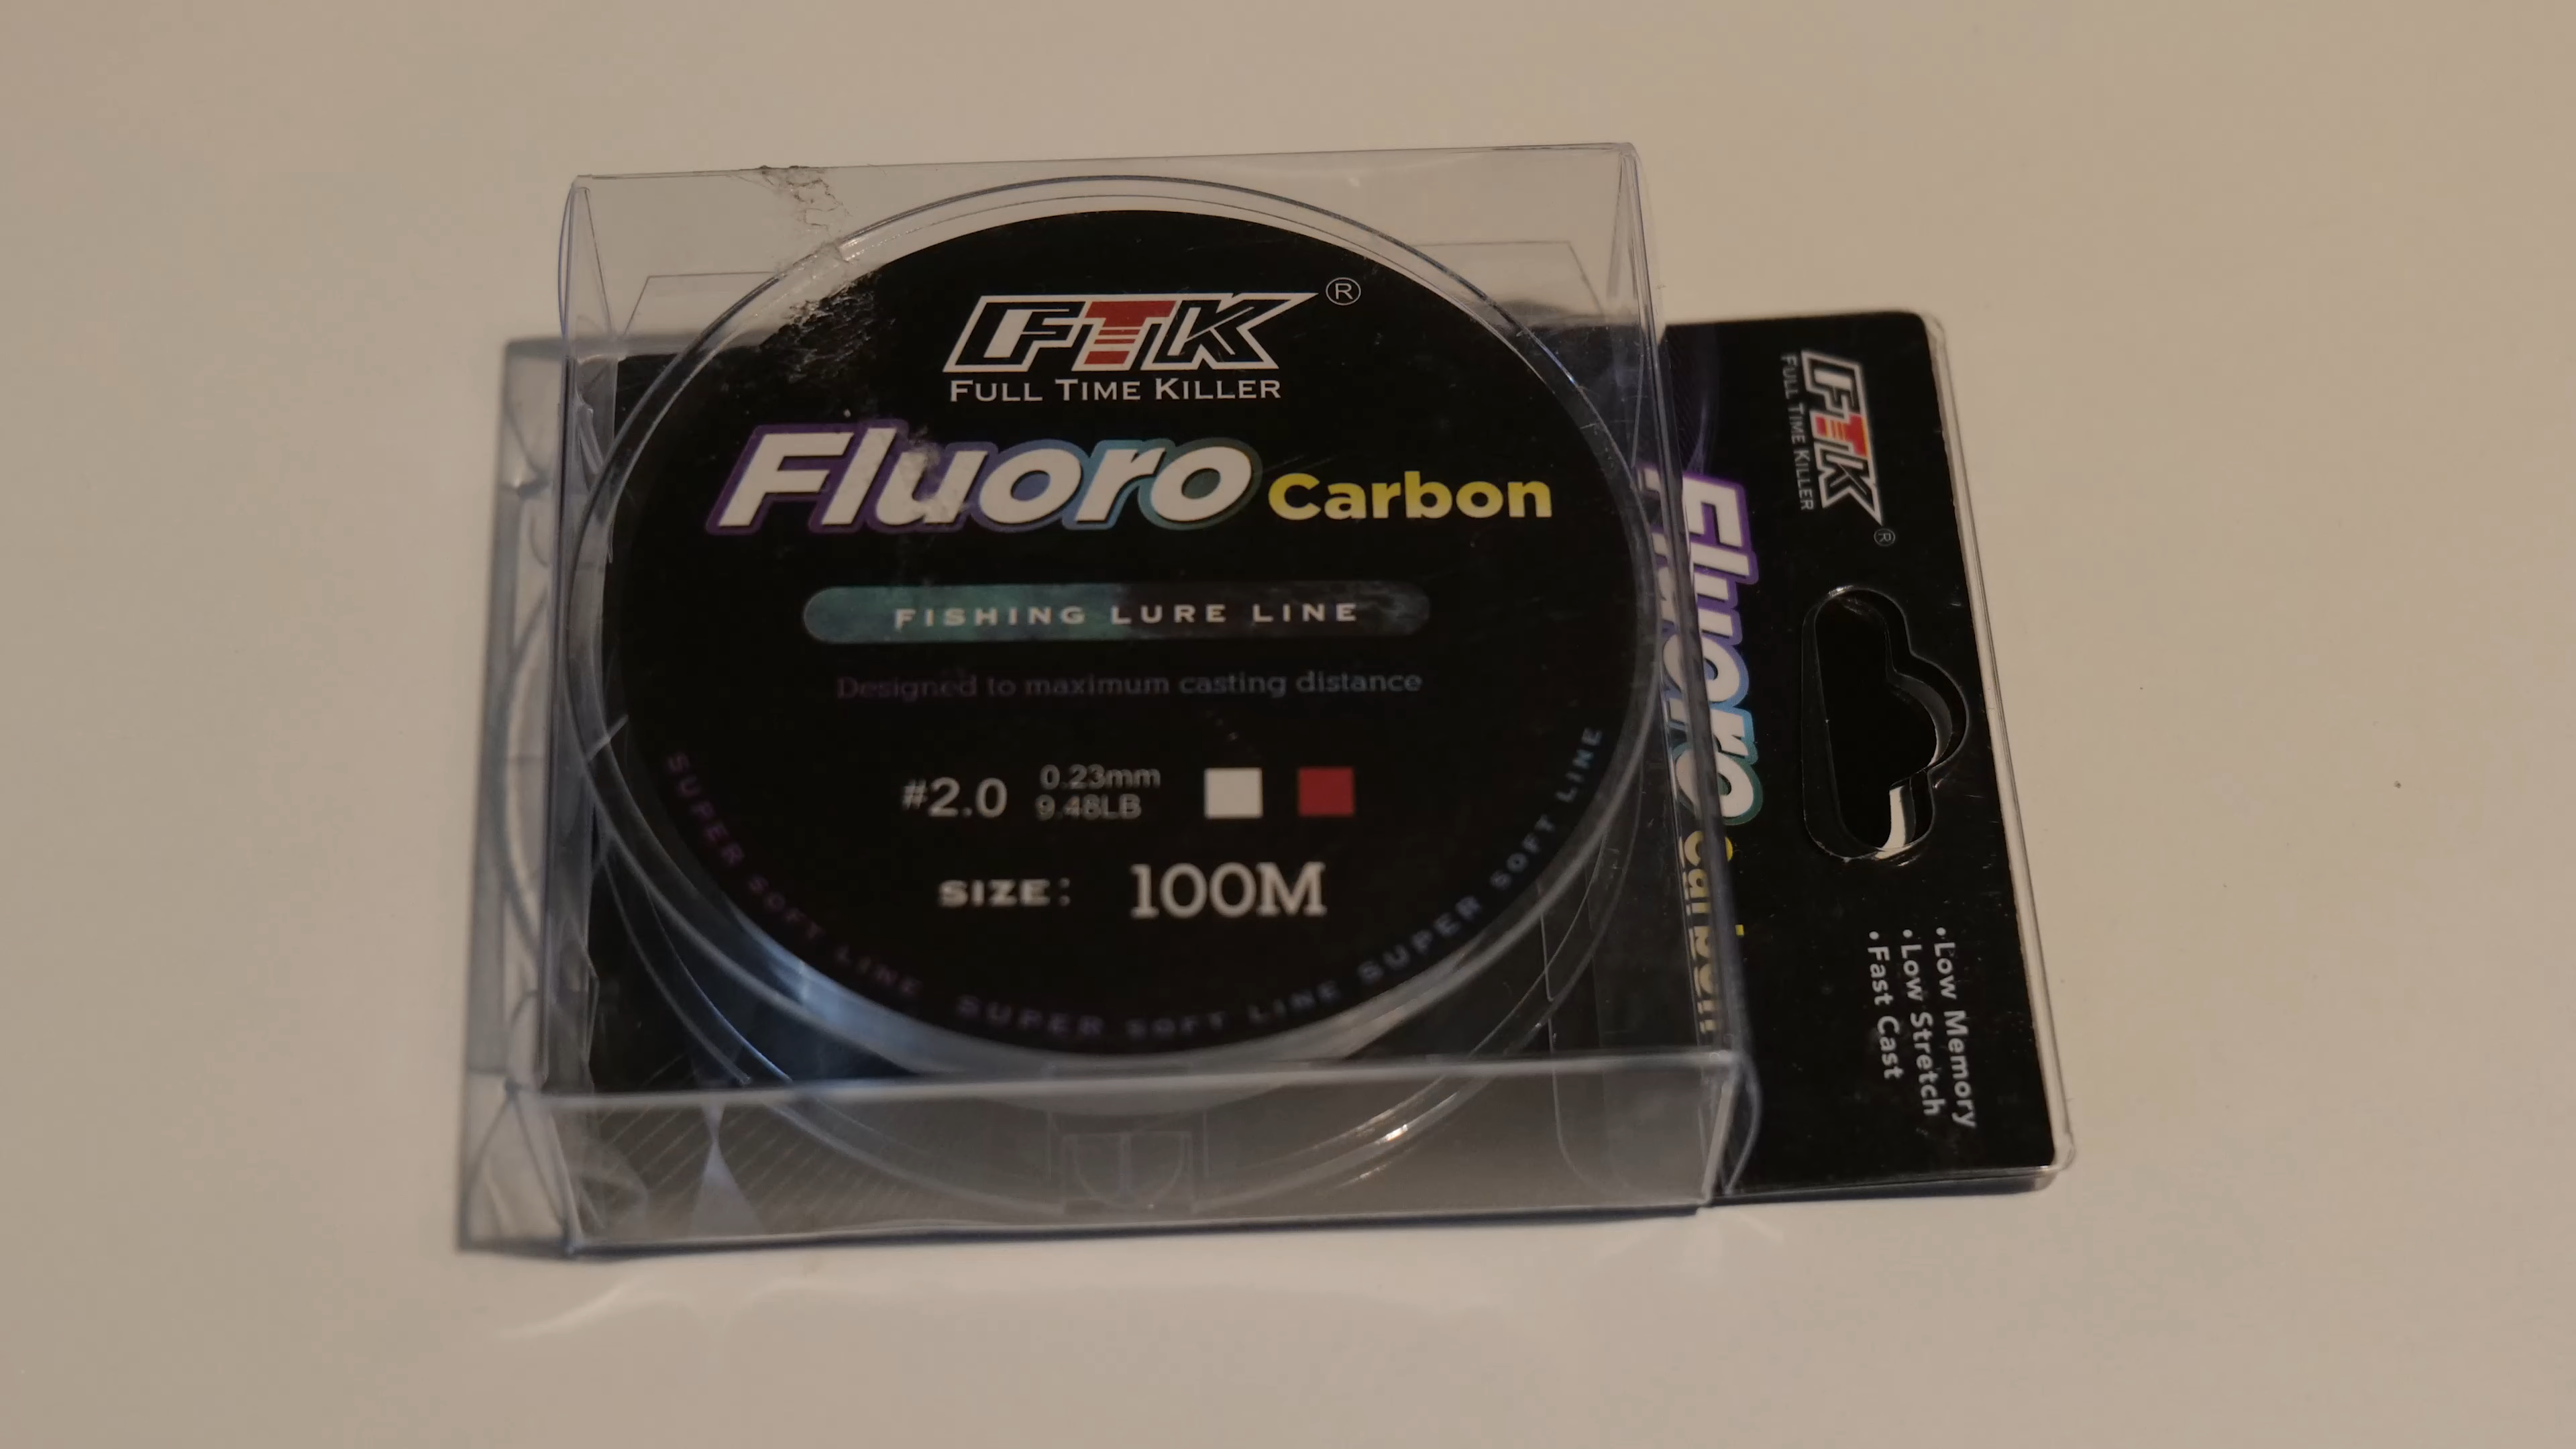 FTK®
FULL TIME KILLER
Fluoro Carbon
FISHING LURE LINE
Designed to maximum casting distance
#2.0
0.23mm
9.48LB
SIZE: 100M
SUPER SOFT LINE SUPER SOFT LINE SUPER SOFT LINE
FTK®
FULL TIME KILLER
Fluoro Carbon
•Low Memory
•Low Stretch
•Fast Cast